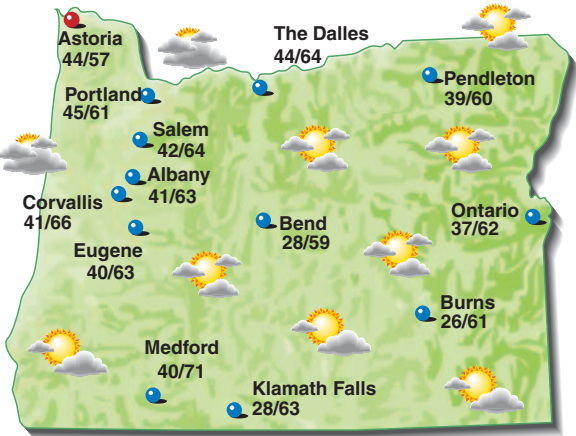 Astoria
44/57
The Dalles
44/64
Pendleton
39/60
Portland
45/61
Salem
42/64
Albany
41/63
Corvallis
41/66
Eugene
40/63
Bend
28/59
Ontario
37/62
Burns
26/61
Medford
40/71
Klamath Falls
28/63